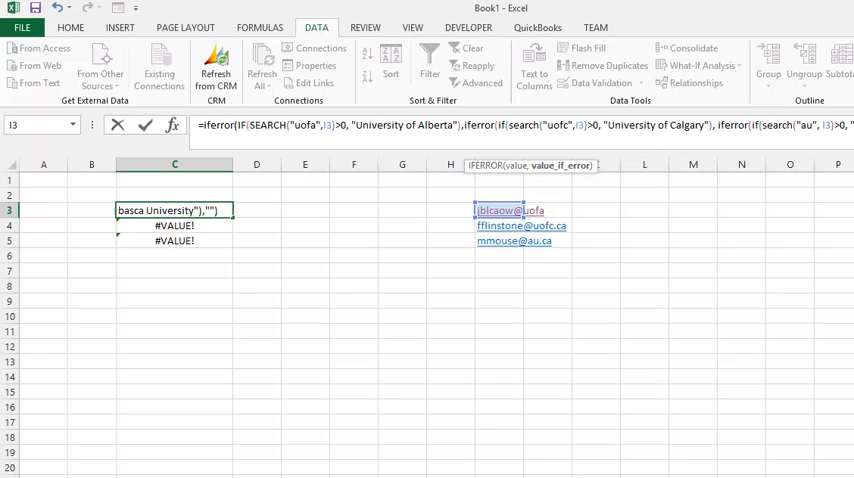 Book1 - Excel
FILE HOME INSERT PAGE LAYOUT FORMULAS DATA REVIEW VIEW DEVELOPER QuickBooks TEAM
From Access
From Web
From Text
From Other Sources
Existing Connections
Get External Data
Refresh from CRM
CRM
Refresh All
Connections
Properties
Edit Links
Connections
Sort
Filter
Clear
Reapply
Advanced
Sort & Filter
Text to Columns
Flash Fill
Remove Duplicates
Data Validation
Consolidate
What-If Analysis
Relationships
Data Tools
Group
Ungroup
Subtota
Outline
I3
fx
=iferror(IF(SEARCH("uofa",I3)>0, "University of Alberta"),iferror(if(search("uofc",I3)>0, "University of Calgary"), iferror(if(search("au", I3)>0, "
IFERROR(value, value_if_error)
A B C D E F G H L M N O P
1
2
3 basca University"),"") jblcaow@uofa
4 #VALUE! fflinstone@uofc.ca
5 #VALUE! mmouse@au.ca
6
7
8
9
10
11
12
13
14
15
16
17
18
19
20